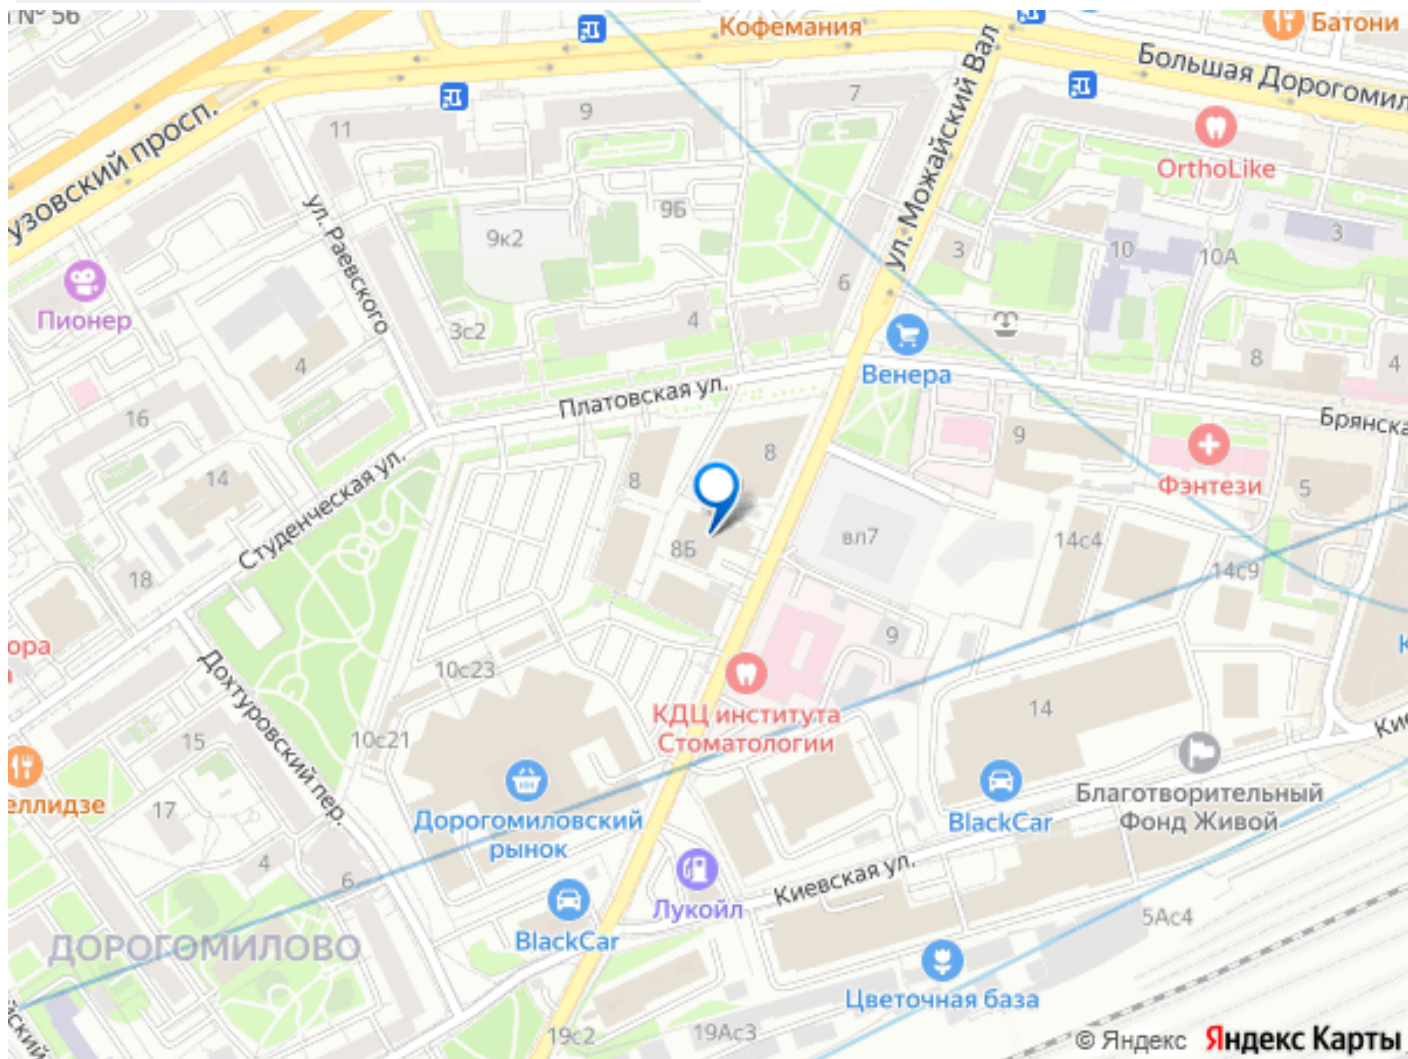 № 56
Кофемания
Батони
ул. Можайский Вал
Большая Дорогомил
узовский просп.
7
9
11
OrthoLike
ул. Раевского
9Б
9к2
3
10
10А
3
Пионер
6
3с2
4
4
Венера
8
4
Платовская ул.
16
Брянска
9
8
14
8
Фэнтези
5
Студенческая ул.
8Б
вл7
14с4
14с9
18
ора
9
Дохтуровский пер.
10с23
К
КДЦ института
Стоматологии
14
Ки
10с21
15
еллидзе
17
Дорогомиловский
рынок
BlackCar
Благотворительный
Фонд Живой
4
6
Киевская ул.
Лукойл
BlackCar
5Ас4
ДОРОГОМИЛОВО
Цветочная база
йский
19с2
19Ас3
© Яндекс Яндекс Карты